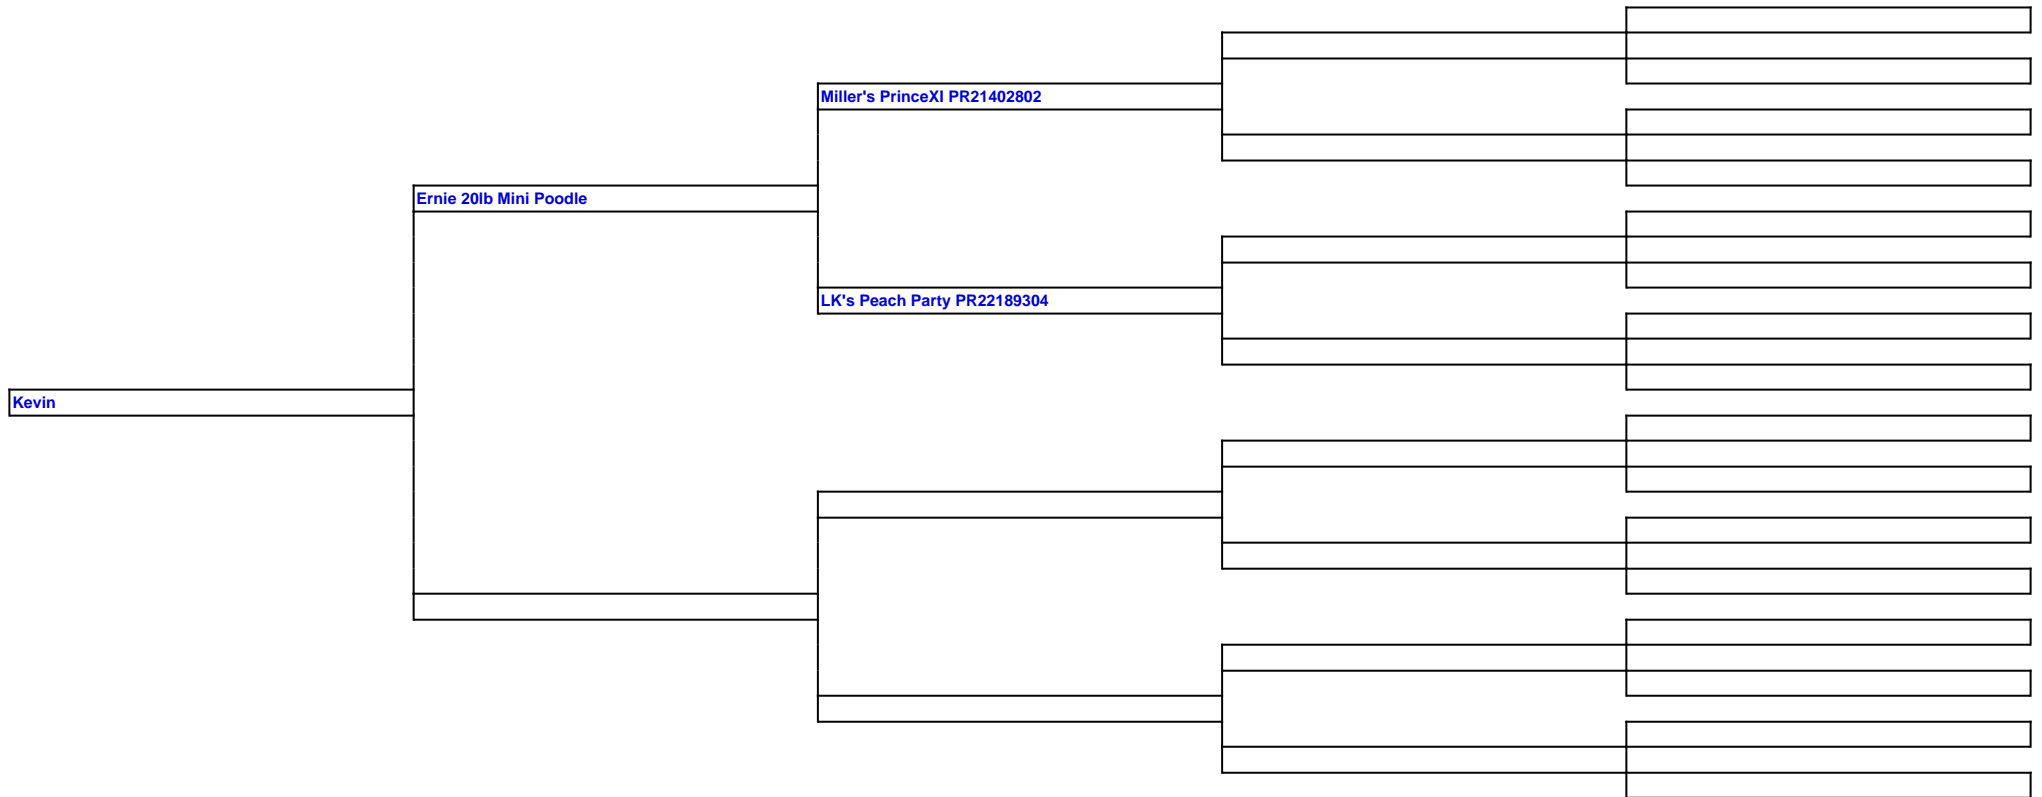 Miller's PrinceXI PR21402802
Ernie 20lb Mini Poodle
LK's Peach Party PR22189304
Kevin